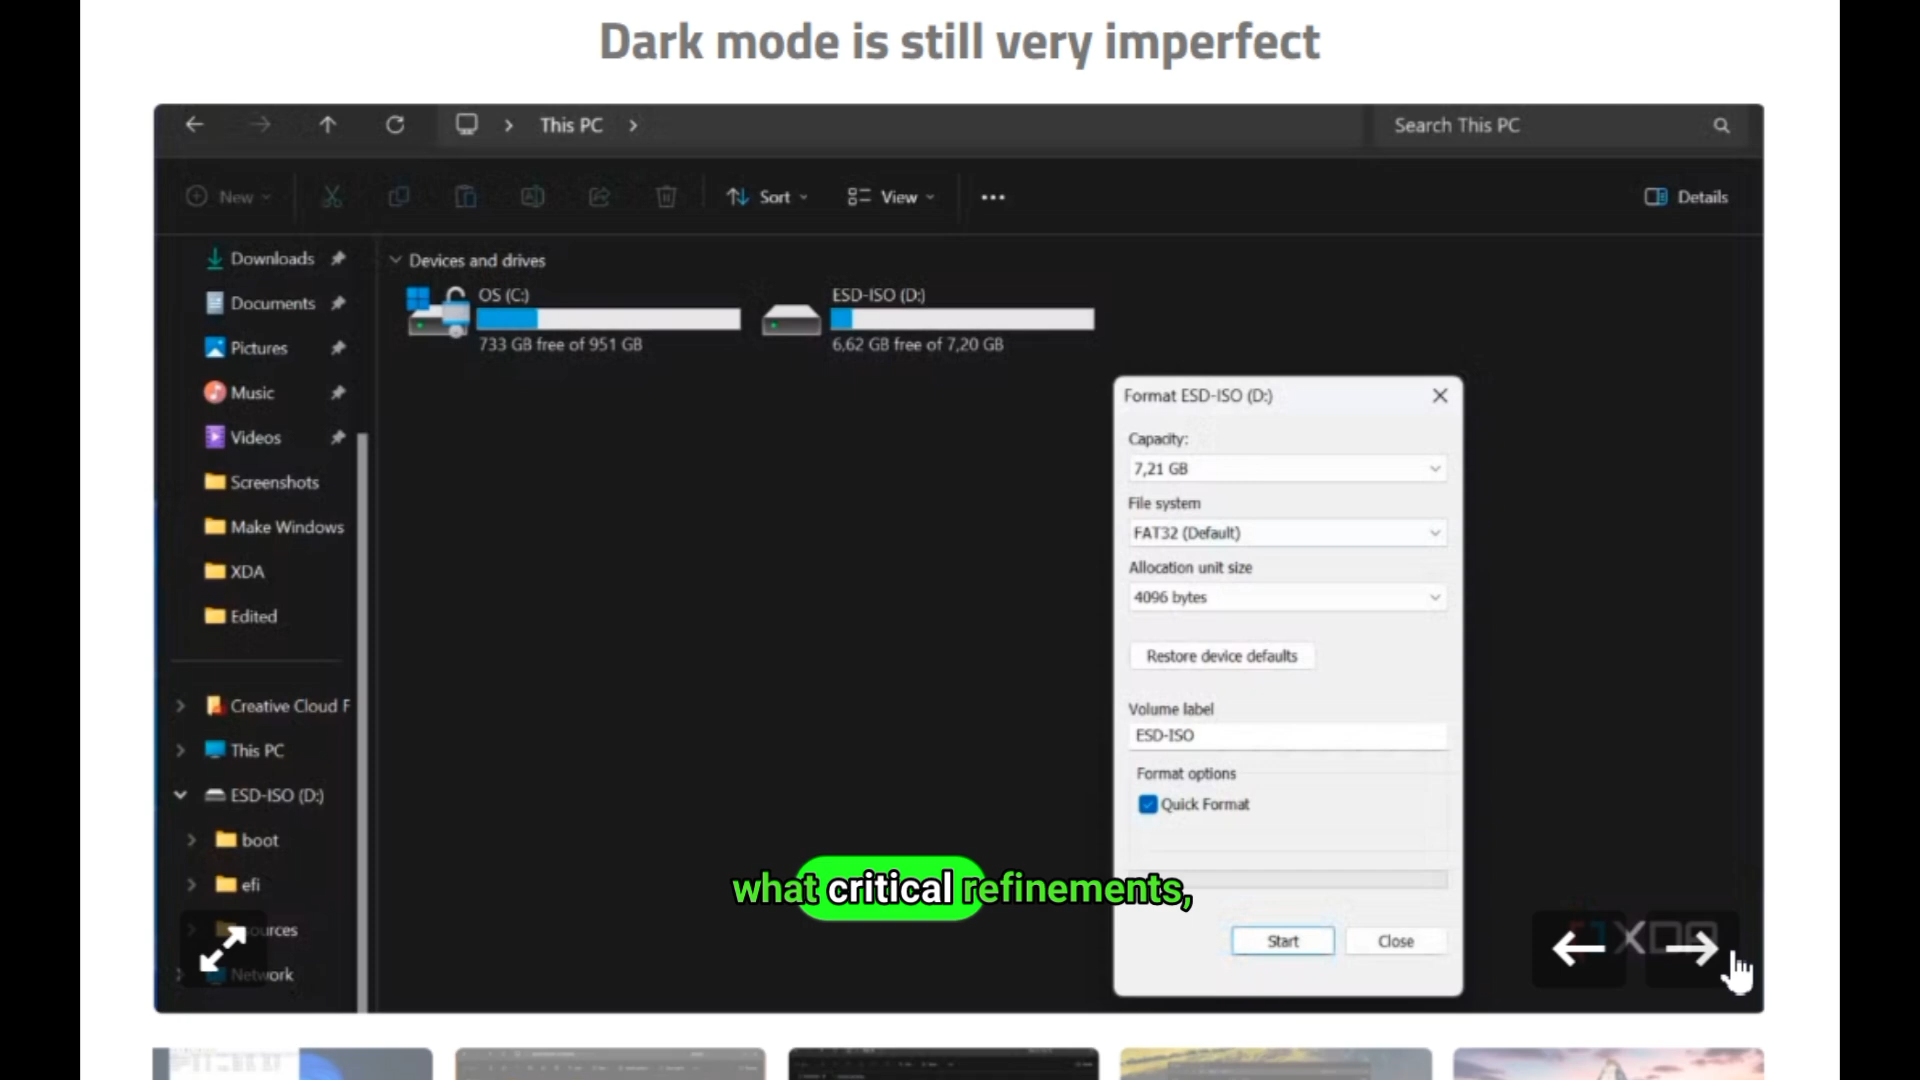 Dark mode is still very imperfect
This PC
Search This PC
New
Sort
View
Details
Downloads
Documents
Pictures
Music
Videos
Screenshots
Make Windows
XDA
Edited
Creative Cloud F
This PC
ESD-ISO (D:)
boot
efi
Network
Devices and drives
OS (C:)
733 GB free of 951 GB
ESD-ISO (D:)
6,62 GB free of 7,20 GB
Format ESD-ISO (D:)
Capacity:
7,21 GB
File system
FAT32 (Default)
Allocation unit size
4096 bytes
Restore device defaults
Volume label
ESD-ISO
Format options
Quick Format
Start
Close
what critical refinements,
XDA